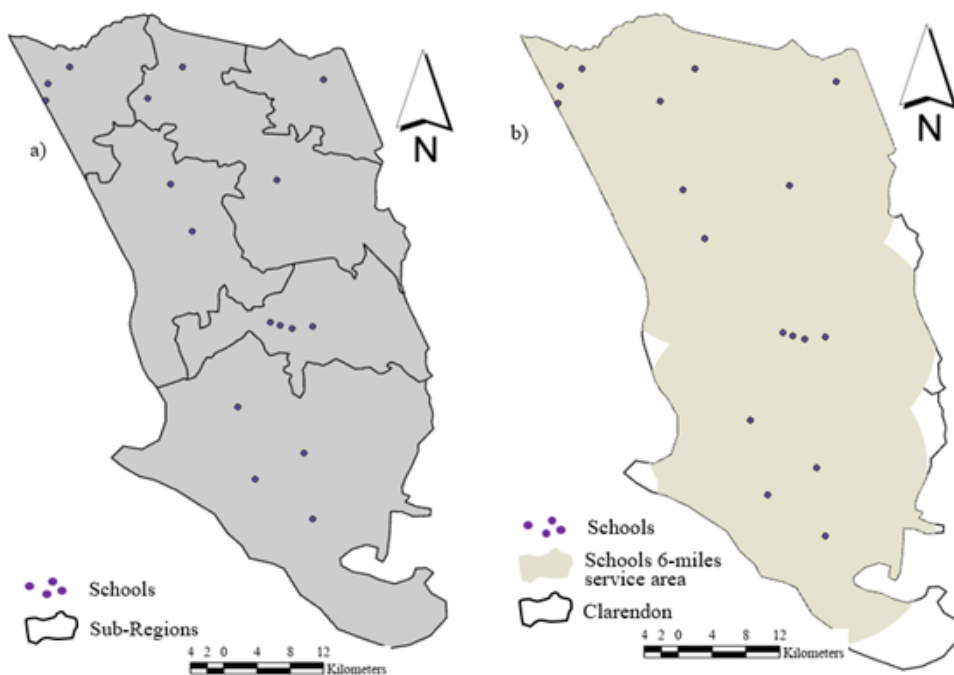 a)
N
Schools
Sub-Regions
4 2 0 4 8 12
Kilometers
b)
N
Schools
Schools 6-miles
service area
Clarendon
4 2 0 4 8 12
Kilometers